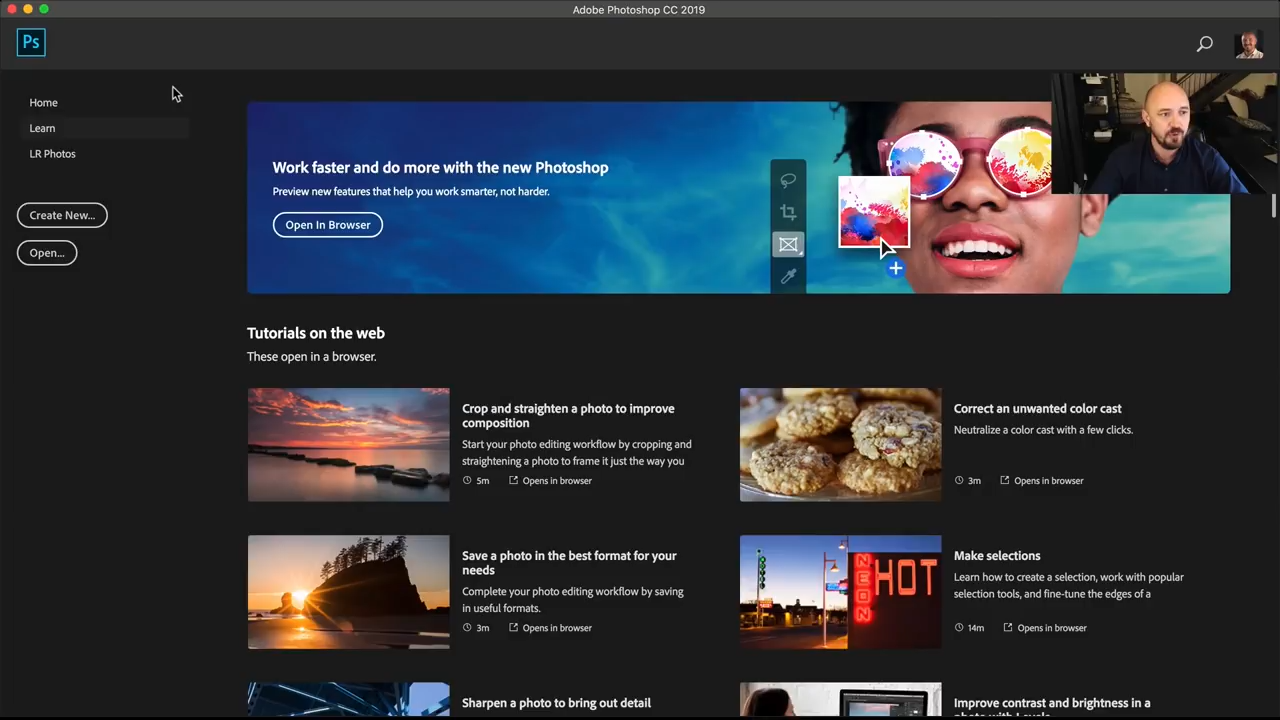 Adobe Photoshop CC 2019
Ps
Home
Learn
LR Photos
Create New...
Open...
Work faster and do more with the new Photoshop
Preview new features that help you work smarter, not harder.
Open In Browser
Tutorials on the web
These open in a browser.
Crop and straighten a photo to improve
composition
Start your photo editing workflow by cropping and
straightening a photo to frame it just the way you
5m
Opens in browser
Correct an unwanted color cast
Neutralize a color cast with a few clicks.
3m
Opens in browser
Save a photo in the best format for your
needs
Complete your photo editing workflow by saving
in useful formats.
3m
Opens in browser
NEON
HOT
Make selections
Learn how to create a selection, work with popular
selection tools, and fine-tune the edges of a
14m
Opens in browser
Sharpen a photo to bring out detail
Improve contrast and brightness in a
photo with Levels